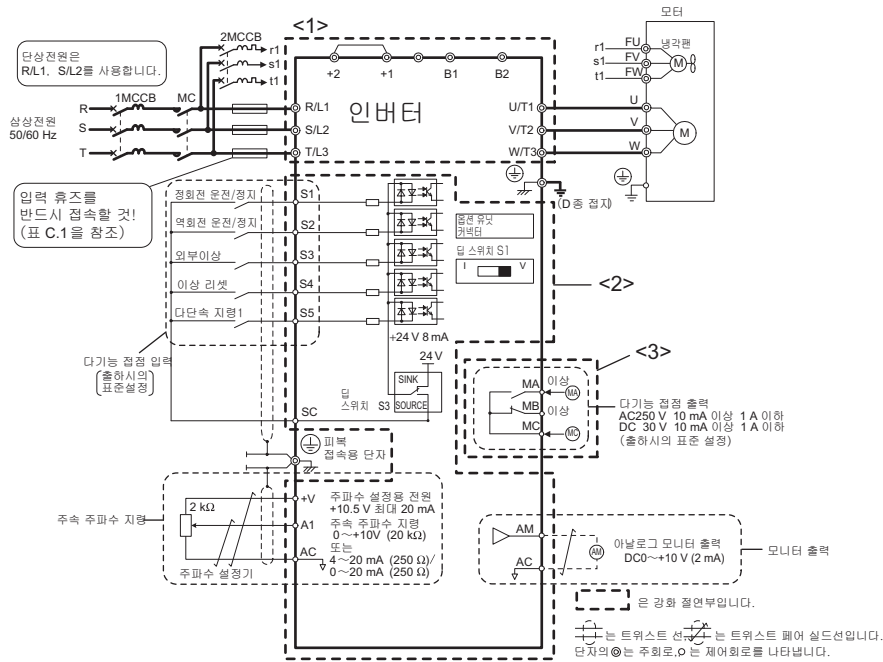 <1>
모터
2MCCB
r1
s1
t1
단상전원은
R/L1, S/L2를 사용합니다.
+2
+1
B1
B2
r1
s1
t1
FU
FV
FW
냉각팬
M
1MCCB
MC
삼상전원
50/60 Hz
R
S
T
R/L1
S/L2
T/L3
인버터
U/T1
V/T2
W/T3
U
V
W
M
(D종 접지)
입력 휴즈를
반드시 접속할 것!
(표 C.1을 참조)
정회전 운전/정지
S1
역회전 운전/정지
S2
외부이상
S3
이상 리셋
S4
다단속 지령1
S5
옵션 유닛
커넥터
딥 스위치 S1
I
V
<2>
+24 V 8 mA
24 V
다기능 접점 입력
출하시의
표준설정
SINK
SOURCE
딥
스위치 S3
SC
<3>
MA
이상
MA
MB
이상
MC
MC
다기능 접점 출력
AC250 V 10 mA 이상 1 A 이하
DC 30 V 10 mA 이상 1 A 이하
(출하시의 표준 설정)
피복
접속용 단자
주속 주파수 지령
2 kΩ
주파수 설정기
+V
주파수 설정용 전원
+10.5 V 최대 20 mA
A1
주속 주파수 지령
0~+10V (20 kΩ)
또는
AC
4~20 mA (250 Ω)/
0~20 mA (250 Ω)
AM
AC
AM
아날로그 모니터 출력
DC0~+10 V (2 mA)
모니터 출력
은 강화 절연부입니다.
는 트위스트 선, 는 트위스트 페어 실드선입니다.
단자의 ◎는 주회로, ○ 는 제어회로를 나타냅니다.